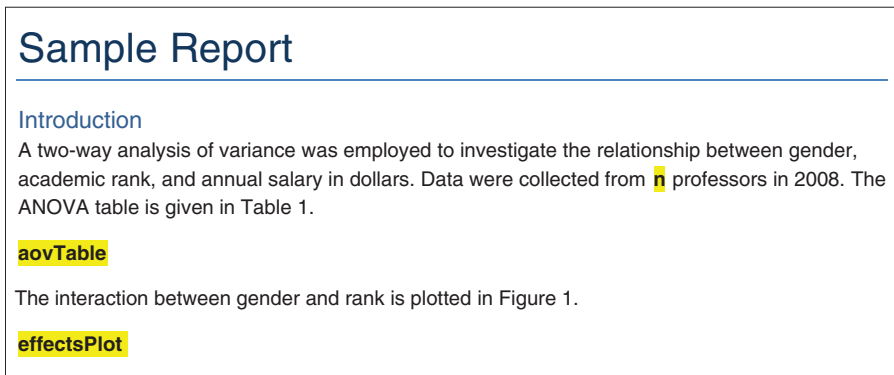 Sample Report
Introduction
A two-way analysis of variance was employed to investigate the relationship between gender,
academic rank, and annual salary in dollars. Data were collected from n professors in 2008. The
ANOVA table is given in Table 1.
aovTable
The interaction between gender and rank is plotted in Figure 1.
effectsPlot